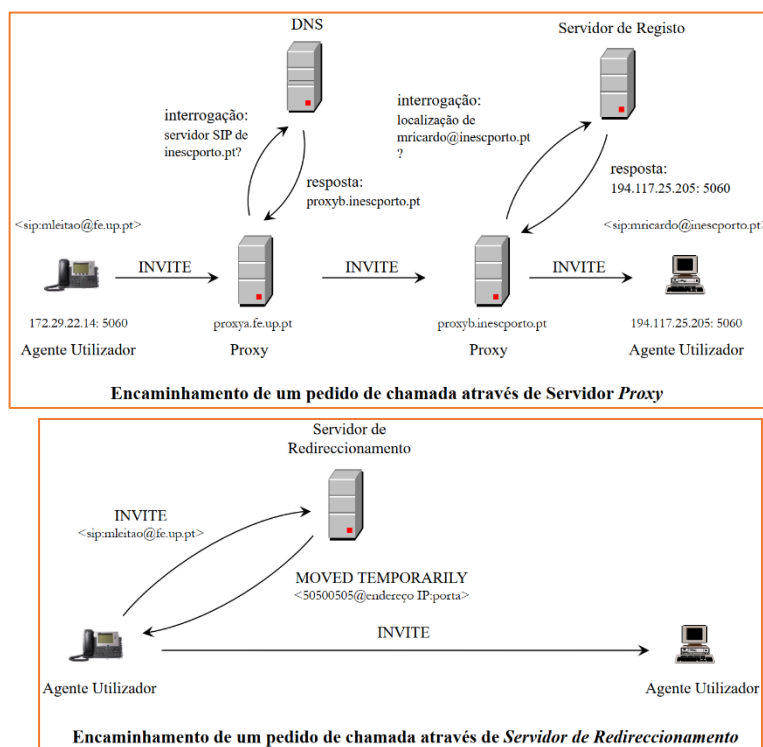 DNS
Servidor de Registo
interrogação:
servidor SIP de
inescporto.pt?
interrogação:
localização de
mricardo@inescporto.pt
?
resposta:
proxyb.inescporto.pt
resposta:
194.117.25.205: 5060
<sip:mleitao@fe.up.pt>
<sip:mricardo@inescporto.pt>
INVITE
INVITE
INVITE
172.29.22.14: 5060
proxya.fe.up.pt
proxyb.inescporto.pt
194.117.25.205: 5060
Agente Utilizador
Proxy
Proxy
Agente Utilizador
Encaminhamento de um pedido de chamada através de Servidor Proxy
Servidor de
Redireccionamento
INVITE
<sip:mleitao@fe.up.pt>
MOVED TEMPORARILY
<50500505@endereço IP:porta>
INVITE
Agente Utilizador
Agente Utilizador
Encaminhamento de um pedido de chamada através de Servidor de Redireccionamento